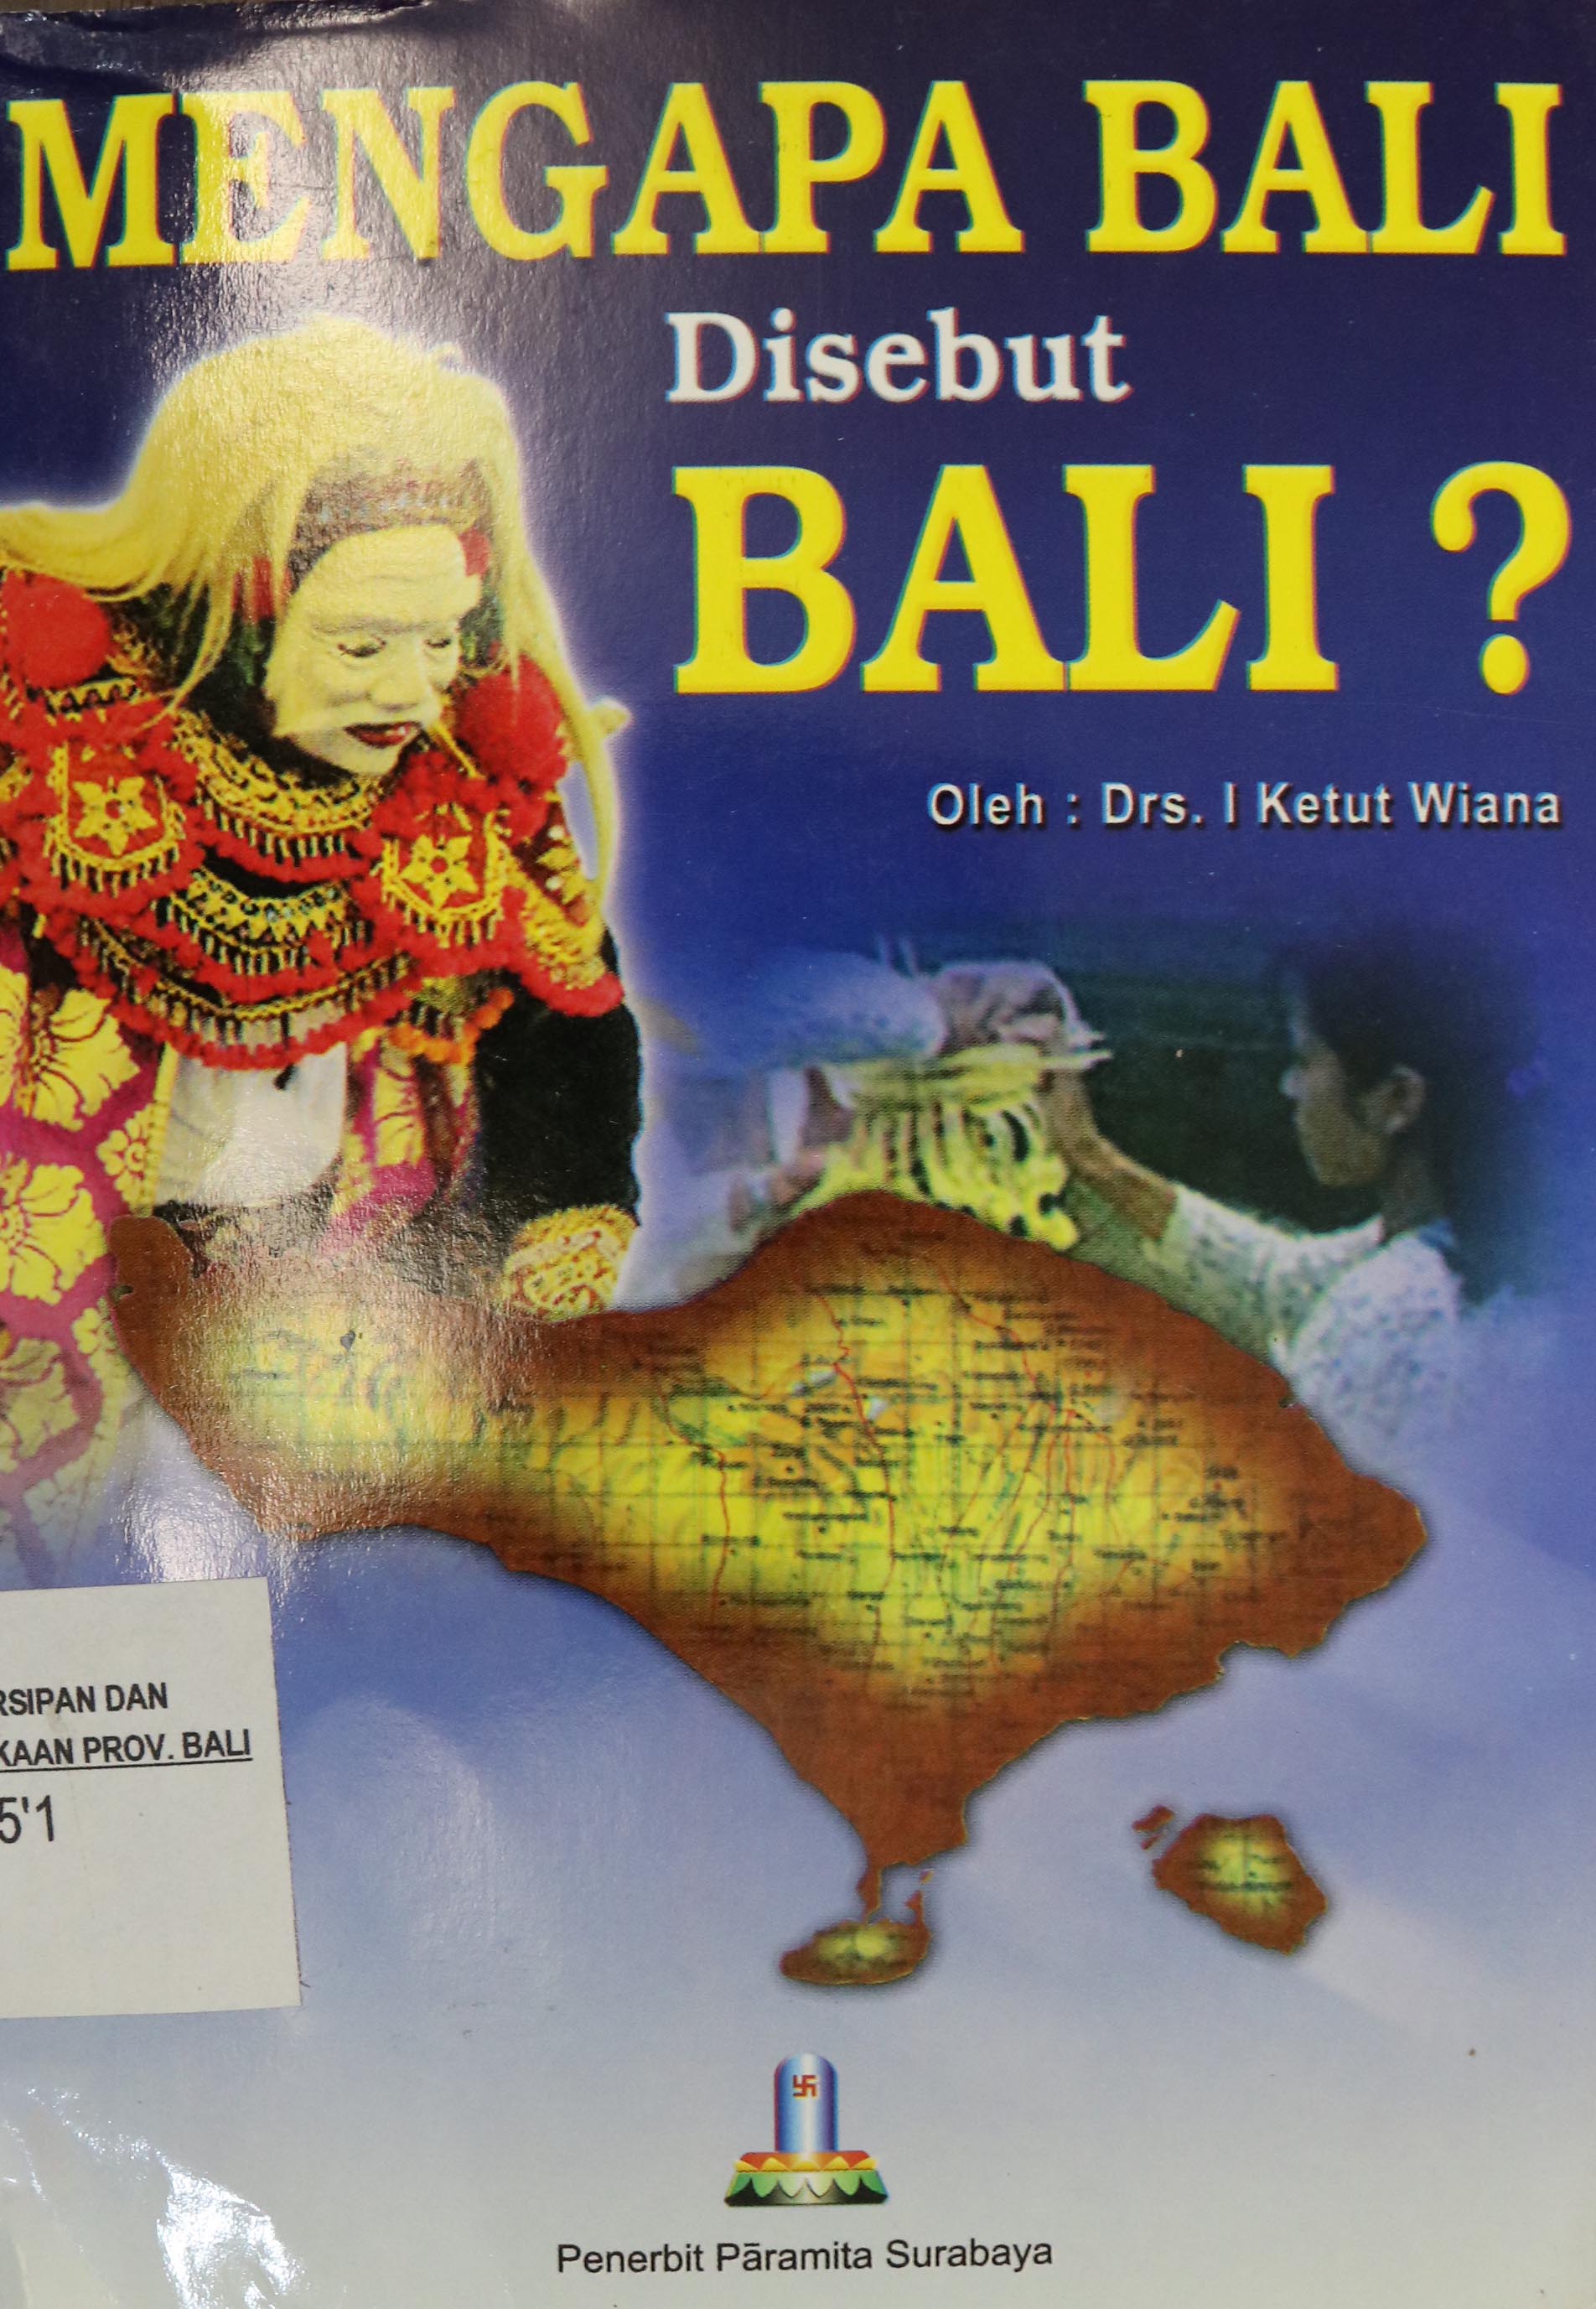 MENGAPA BALI
Disebut
BALI ?
Oleh : Drs. I Ketut Wiana
RSIPAN DAN
KAAN PROV. BALI
5'1
Penerbit Pāramita Surabaya